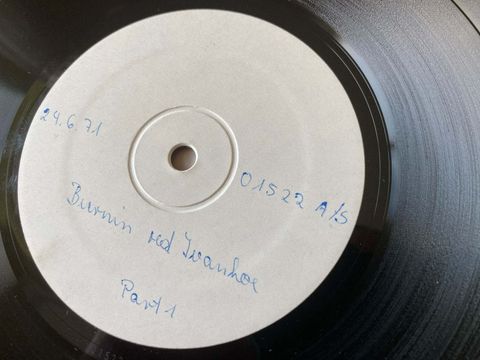 24.6.71
01522 A/S
Burnin red Ivanhoe
Part 1